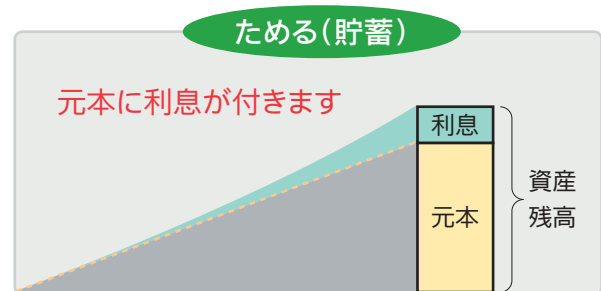 ためる（貯蓄）
元本に利息が付きます
利息
元本
資産
残高